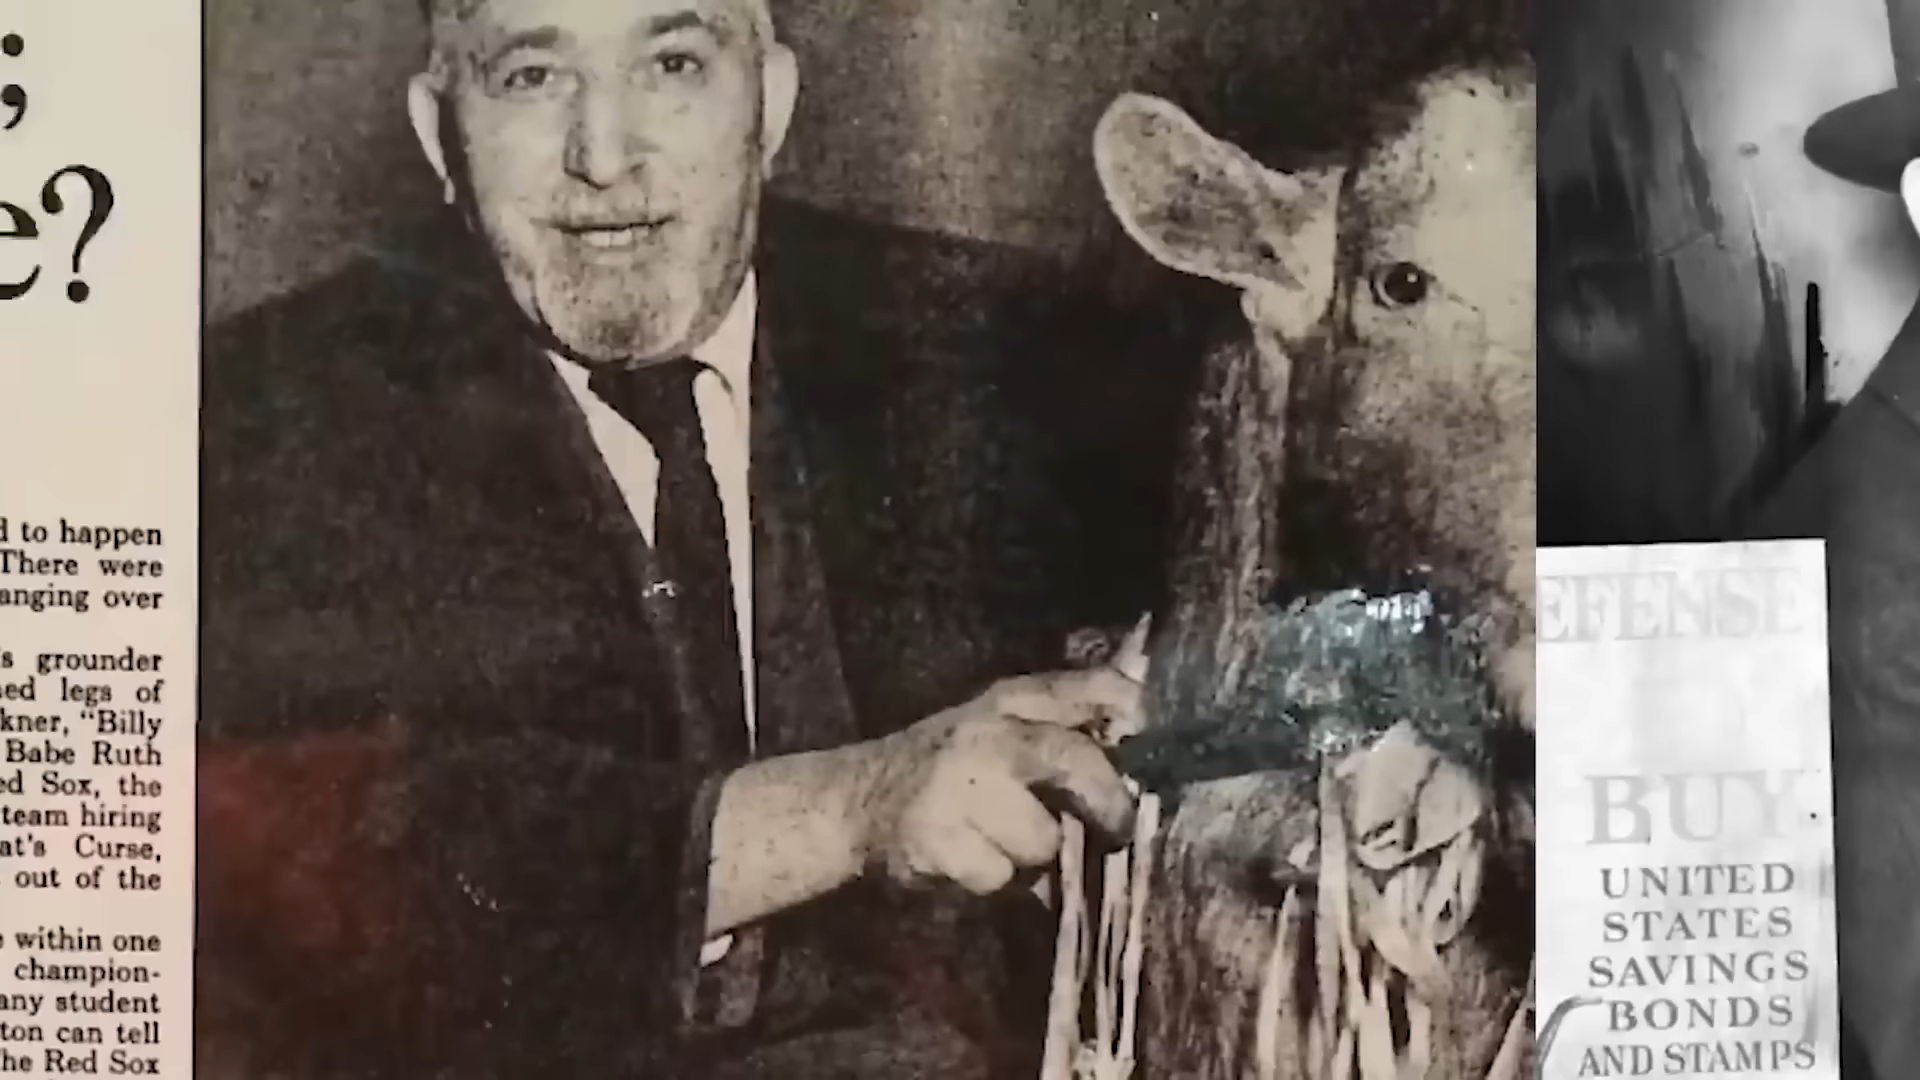 ;
e?
d to happen
There were
anging over
's grounder
ned legs of
kner, "Billy
Babe Ruth
ed Sox, the
team hiring
at's Curse,
out of the
e within one
champion-
any student
ton can tell
he Red Sox
EFENSE
BUY
UNITED
STATES
SAVINGS
BONDS
AND STAMPS